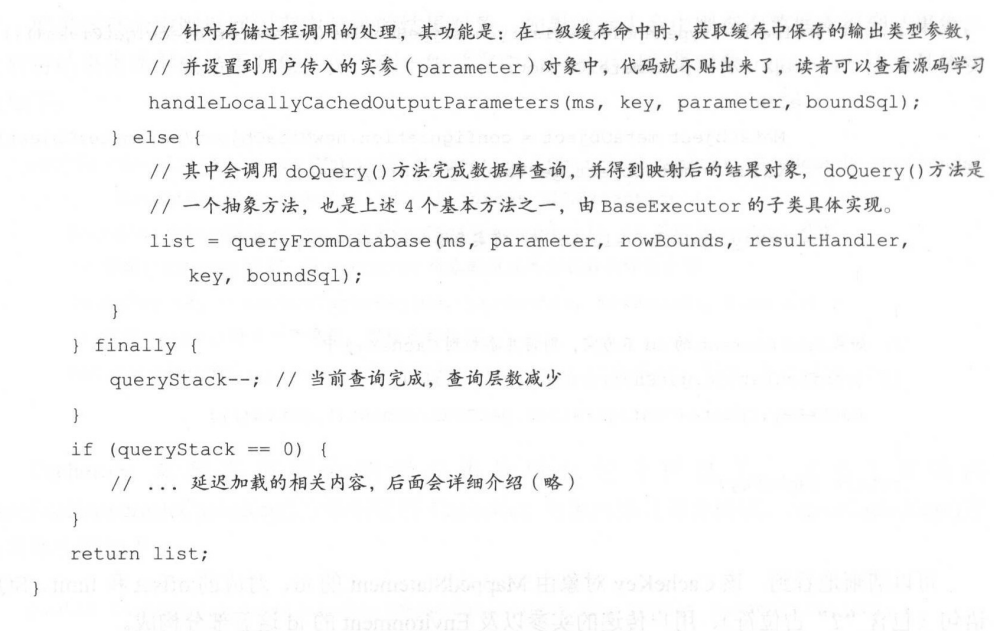 // 针对存储过程调用的处理，其功能是：在一级缓存命中时，获取缓存中保存的输出类型参数，
// 并设置到用户传入的实参（parameter）对象中，代码就不贴出来了，读者可以查看源码学习
handleLocallyCachedOutputParameters(ms, key, parameter, boundSql);
} else {
// 其中会调用 doQuery()方法完成数据库查询，并得到映射后的结果对象，doQuery()方法是
// 一个抽象方法，也是上述 4 个基本方法之一，由 BaseExecutor 的子类具体实现。
list = queryFromDatabase(ms, parameter, rowBounds, resultHandler,
key, boundSql);
}
} finally {
queryStack--; // 当前查询完成，查询层数减少
}
if (queryStack == 0) {
// ... 延迟加载的相关内容，后面会详细介绍（略）
}
return list;
}